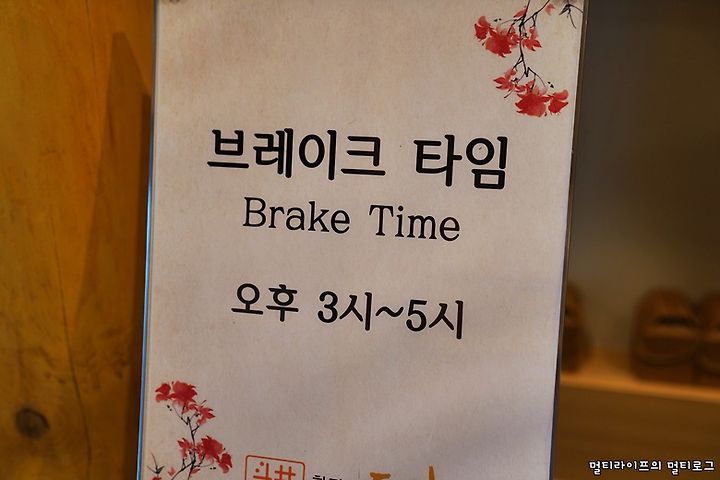 브레이크 타임
Brake Time
오후 3시~5시
멀티라이프의 멀티로그